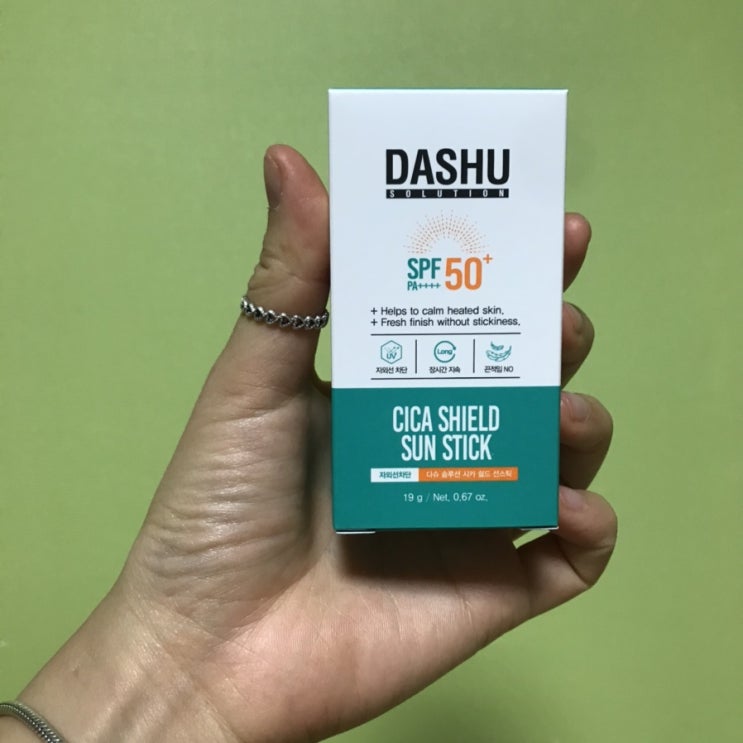 DASHU
SOLUTION
SPF 50+
PA++++
+ Helps to calm heated skin.
+ Fresh finish without stickiness.
UV Long
자외선 차단 장시간 지속 끈적임 NO
CICA SHIELD
SUN STICK
자외선차단 다슈 솔루션 시카 쉴드 선스틱
19 g / Net. 0.67 oz.